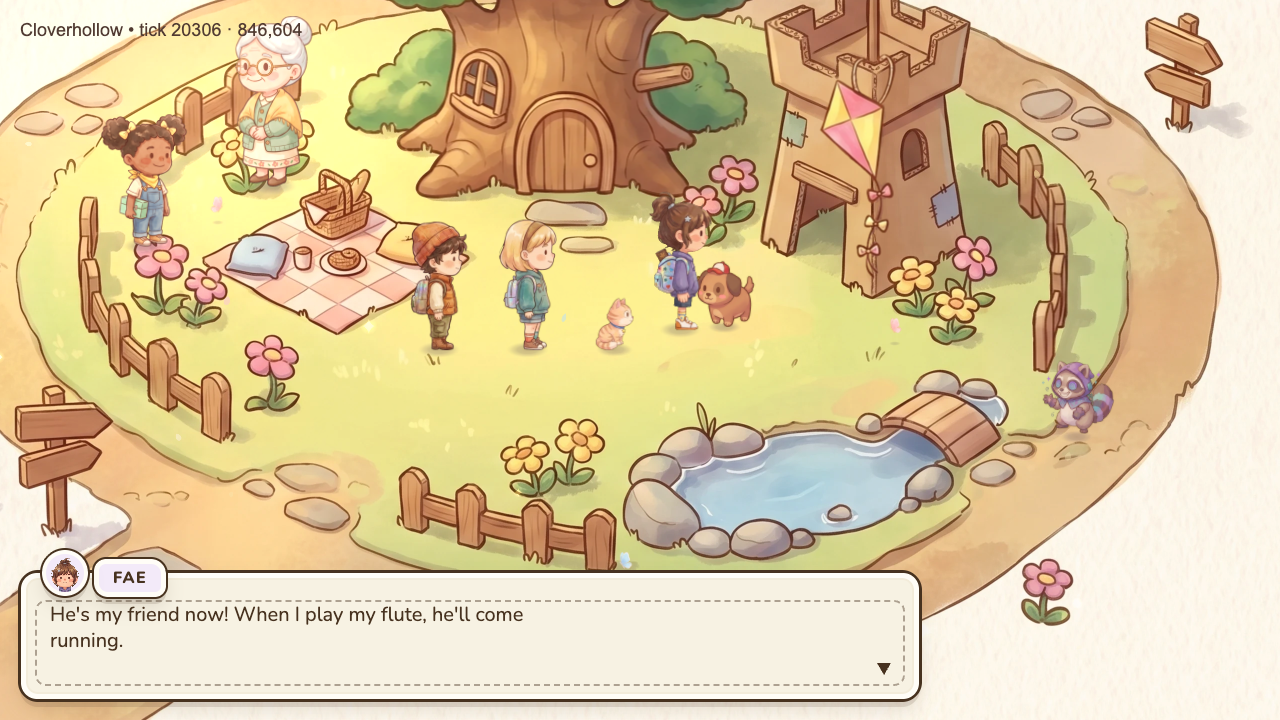 Cloverhollow • tick 20306 · 846,604
FAE
He's my friend now! When I play my flute, he'll come
running.